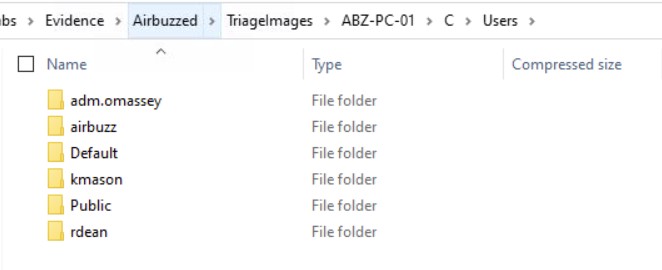 bs > Evidence > Airbuzzed > TriageImages > ABZ-PC-01 > C > Users >
Name Type Compressed size
adm.omassey File folder
airbuzz File folder
Default File folder
kmason File folder
Public File folder
rdean File folder